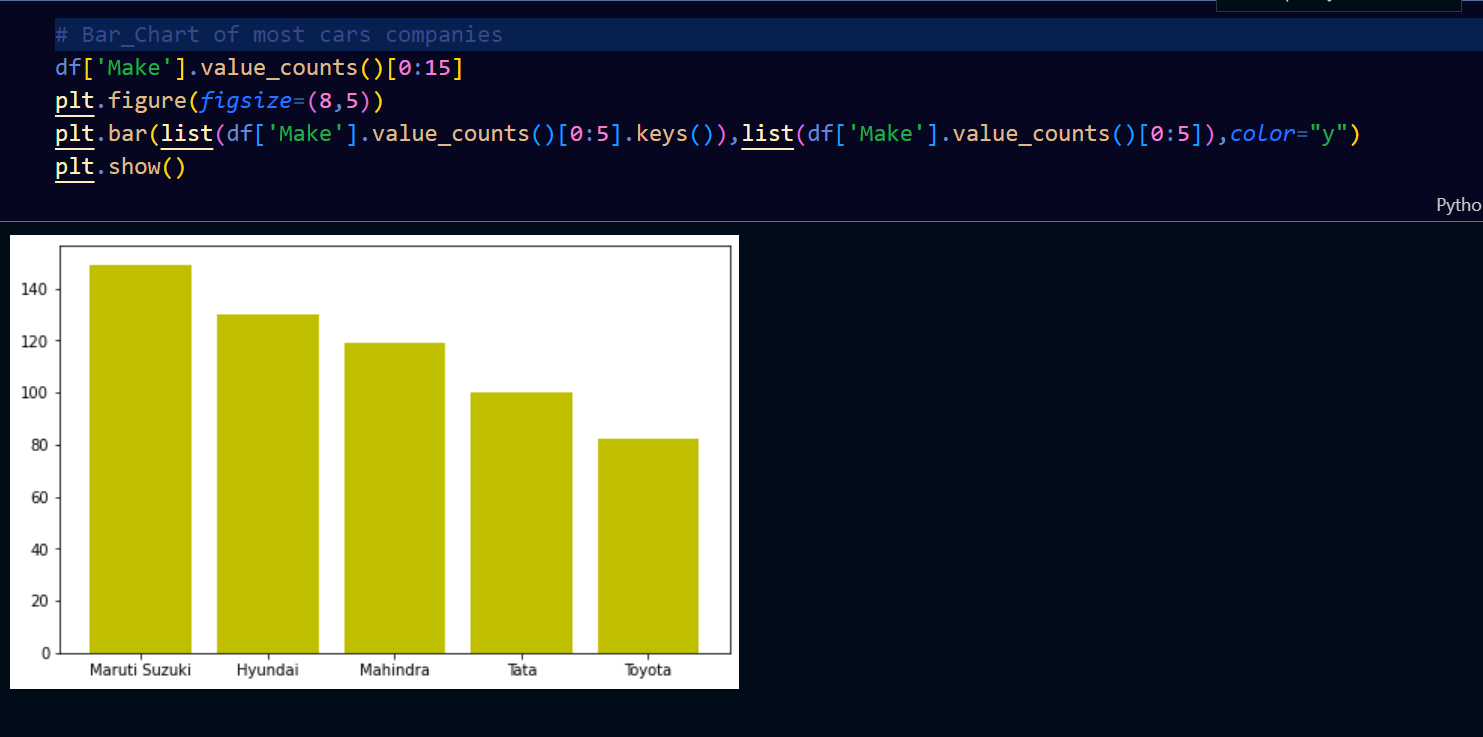 # Bar_Chart of most cars companies
df['Make'].value_counts()[0:15]
plt.figure(figsize=(8,5))
plt.bar(list(df['Make'].value_counts()[0:5].keys()),list(df['Make'].value_counts()[0:5]),color="y")
plt.show()
140
120
100
80
60
40
20
0
Maruti Suzuki Hyundai Mahindra Tata Toyota